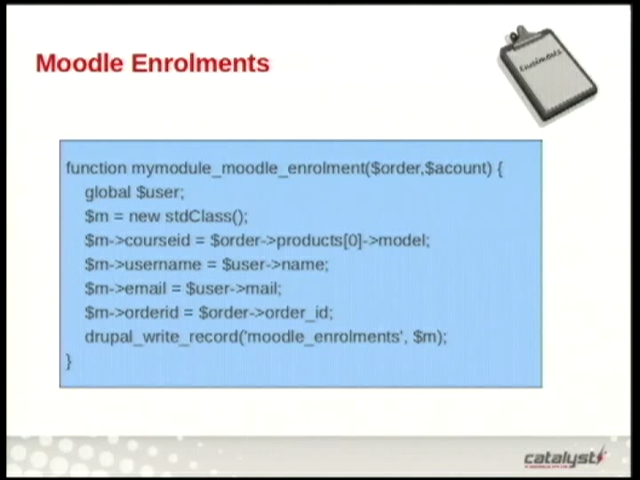 Moodle Enrolments
Enrolments
function mymodule_moodle_enrolment($order,$acount) {
global $user;
$m = new stdClass();
$m->courseid = $order->products[0]->model;
$m->username = $user->name;
$m->email = $user->mail;
$m->orderid = $order->order_id;
drupal_write_record('moodle_enrolments', $m);
}
catalyst